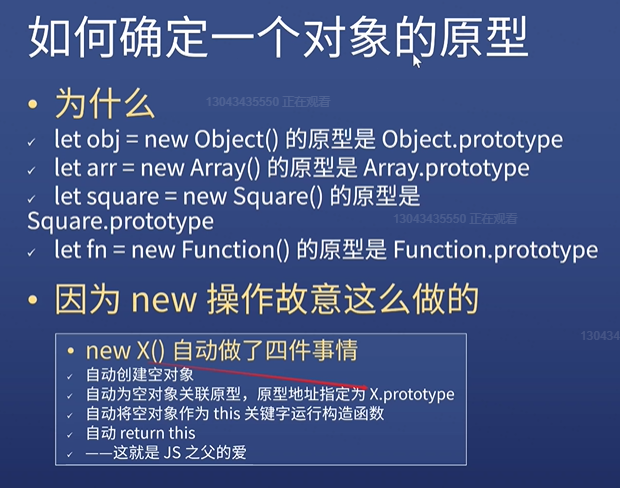 如何确定一个对象的原型
• 为什么
13043435550 正在观看
✓ let obj = new Object() 的原型是 Object.prototype
✓ let arr = new Array() 的原型是 Array.prototype
✓ let square = new Square() 的原型是
Square.prototype
13043435550 正在观看
✓ let fn = new Function() 的原型是 Function.prototype
• 因为 new 操作故意这么做的
13043
• new X() 自动做了四件事情
✓ 自动创建空对象
✓ 自动为空对象关联原型，原型地址指定为 X.prototype
✓ 自动将空对象作为 this 关键字运行构造函数
✓ 自动 return this
✓ ——这就是 JS 之父的爱